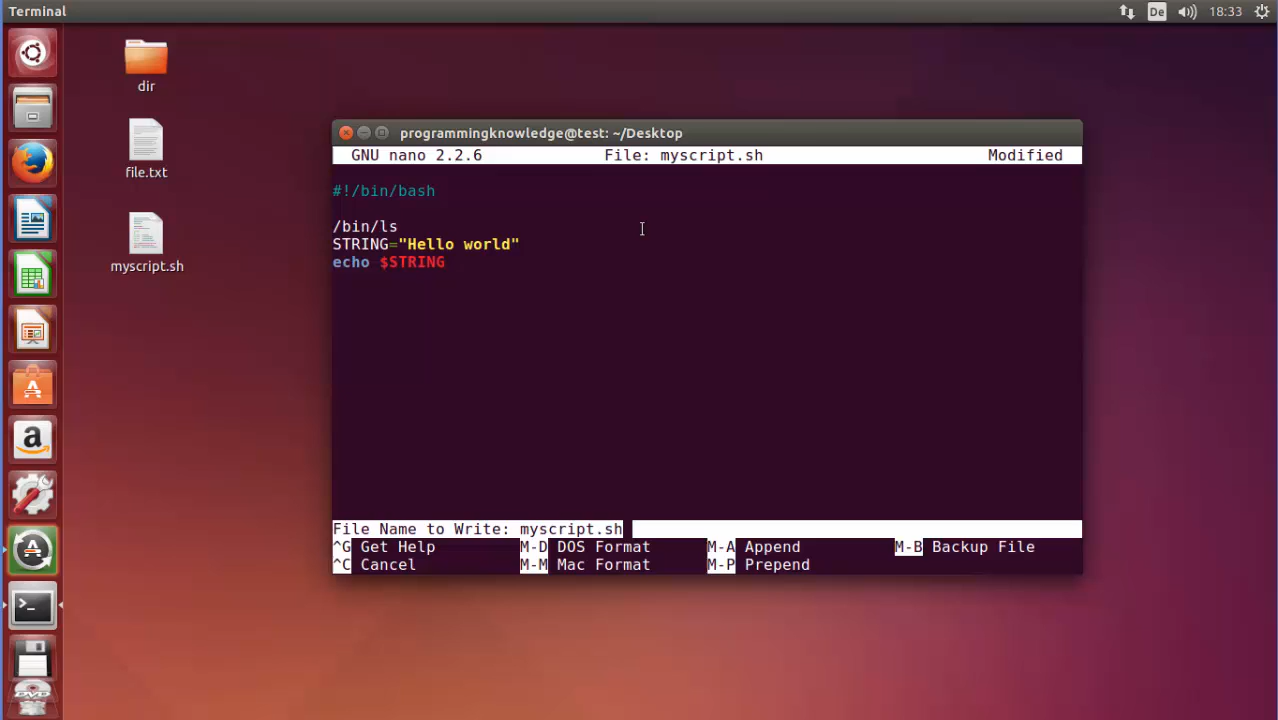 Terminal
De
18:33
dir
file.txt
myscript.sh
programmingknowledge@test: ~/Desktop
GNU nano 2.2.6 File: myscript.sh Modified
#!/bin/bash
/bin/ls
STRING="Hello world"
echo $STRING
File Name to Write: myscript.sh
^G Get Help M-D DOS Format M-A Append M-B Backup File
^C Cancel M-M Mac Format M-P Prepend
>_
a
DVD